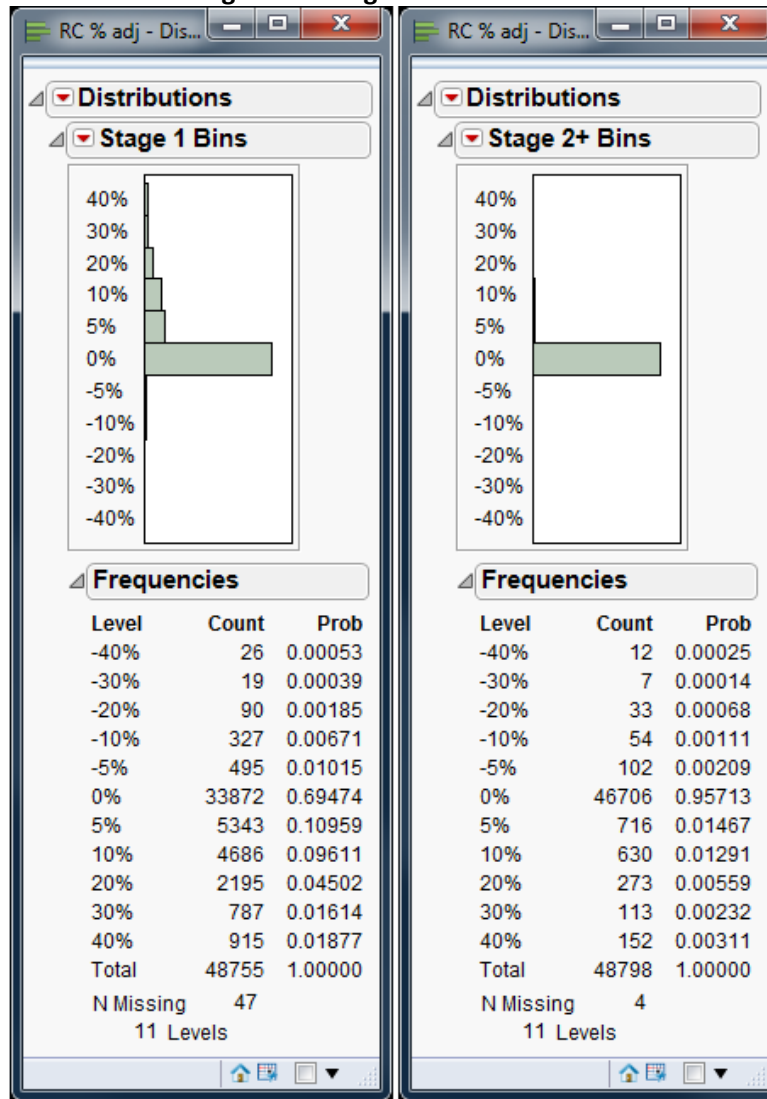 RC % adj - Dis...
Distributions
Stage 1 Bins
40%
30%
20%
10%
5%
0%
-5%
-10%
-20%
-30%
-40%
Frequencies
Level Count Prob
-40% 26 0.00053
-30% 19 0.00039
-20% 90 0.00185
-10% 327 0.00671
-5% 495 0.01015
0% 33872 0.69474
5% 5343 0.10959
10% 4686 0.09611
20% 2195 0.04502
30% 787 0.01614
40% 915 0.01877
Total 48755 1.00000
N Missing 47
11 Levels
RC % adj - Dis...
Distributions
Stage 2+ Bins
40%
30%
20%
10%
5%
0%
-5%
-10%
-20%
-30%
-40%
Frequencies
Level Count Prob
-40% 12 0.00025
-30% 7 0.00014
-20% 33 0.00068
-10% 54 0.00111
-5% 102 0.00209
0% 46706 0.95713
5% 716 0.01467
10% 630 0.01291
20% 273 0.00559
30% 113 0.00232
40% 152 0.00311
Total 48798 1.00000
N Missing 4
11 Levels